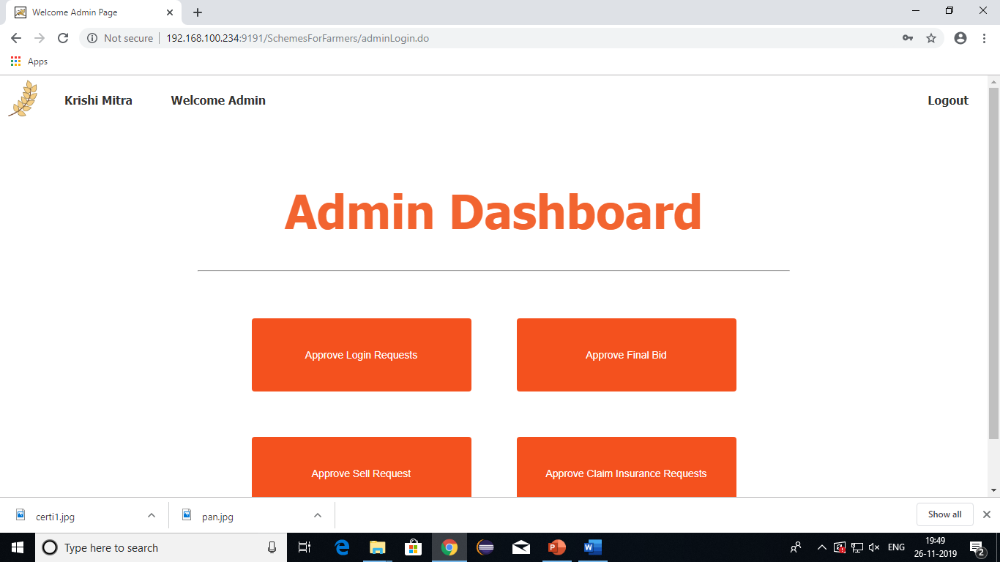 Welcome Admin Page
Not secure 192.168.100.234:9191/SchemesForFarmers/adminLogin.do
Apps
Krishi Mitra Welcome Admin Logout
Admin Dashboard
Approve Login Requests Approve Final Bid
Approve Sell Request Approve Claim Insurance Requests
certi1.jpg pan.jpg Show all
Type here to search ENG 19:49
26-11-2019 2